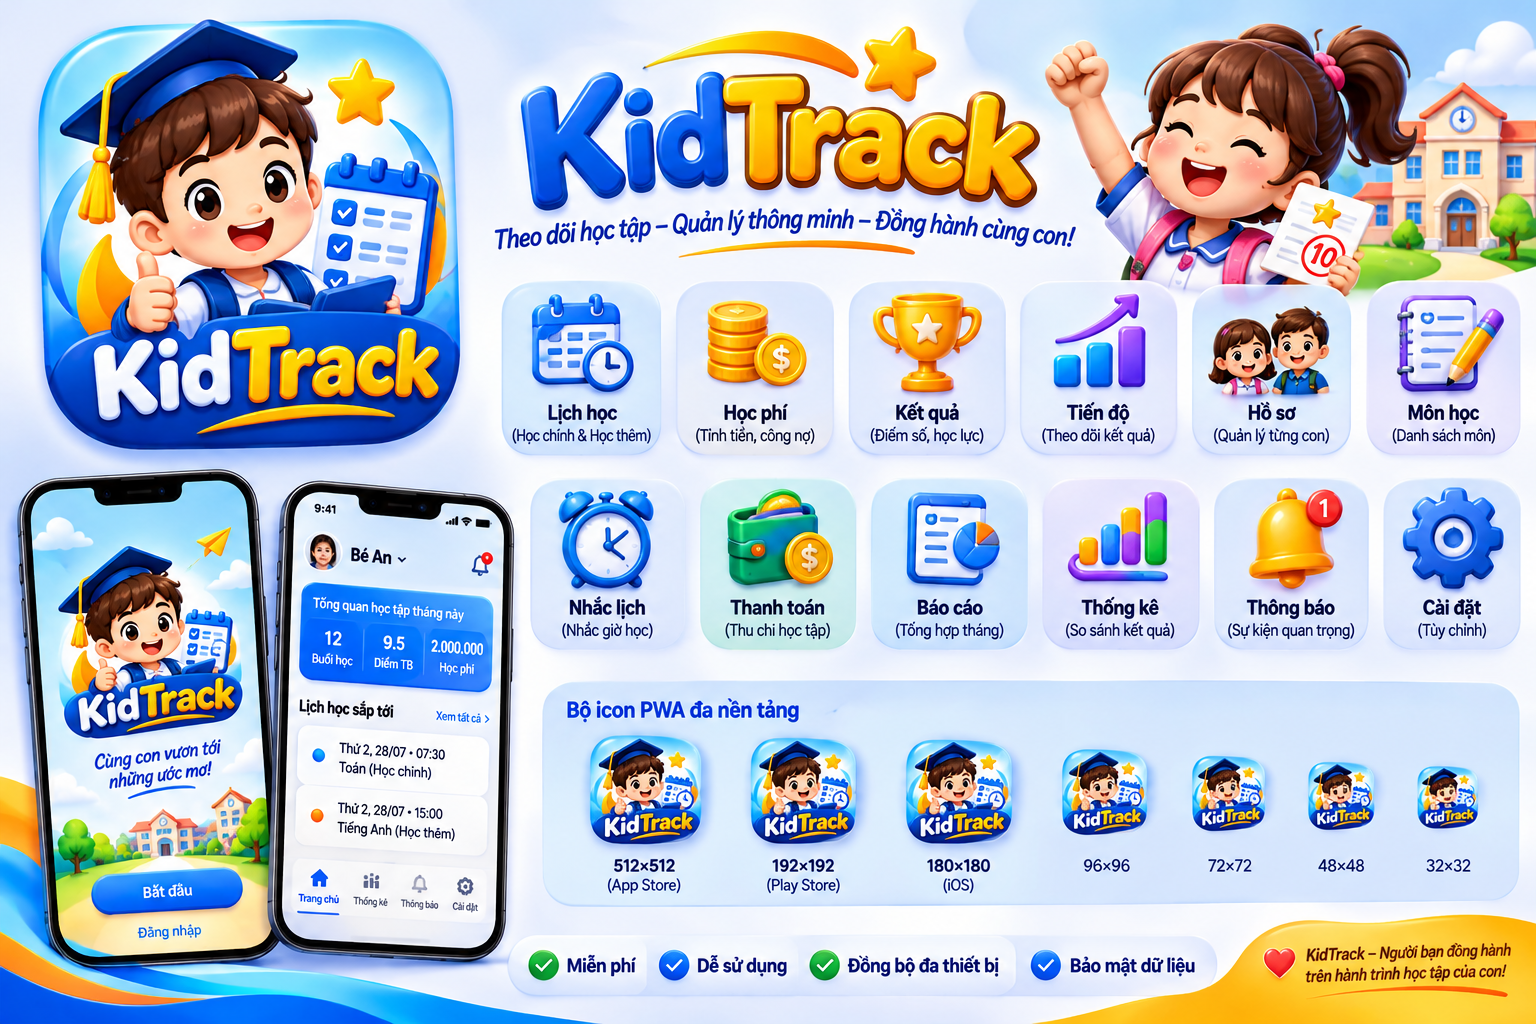 KidTrack
KidTrack
Theo dõi học tập – Quản lý thông minh – Đồng hành cùng con!
10
Lịch học
(Học chính & Học thêm)
Học phí
(Tính tiền, công nợ)
Kết quả
(Điểm số, học lực)
Tiến độ
(Theo dõi kết quả)
Hồ sơ
(Quản lý từng con)
Môn học
(Danh sách môn)
Nhắc lịch
(Nhắc giờ học)
Thanh toán
(Thu chi học tập)
Báo cáo
(Tổng hợp tháng)
Thống kê
(So sánh kết quả)
1
Thông báo
(Sự kiện quan trọng)
Cài đặt
(Tùy chỉnh)
KidTrack
Cùng con vươn tới
những ước mơ!
Bắt đầu
Đăng nhập
9:41
Bé An
Tổng quan học tập tháng này
12
Buổi học
9.5
Điểm TB
2.000.000
Học phí
Lịch học sắp tới
Xem tất cả >
Thứ 2, 28/07 • 07:30
Toán (Học chính)
Thứ 2, 28/07 • 15:00
Tiếng Anh (Học thêm)
Trang chủ
Thống kê
Thông báo
Cài đặt
Bộ icon PWA đa nền tảng
KidTrack
KidTrack
KidTrack
KidTrack
KidTrack
KidTrack
KidTrack
512×512
(App Store)
192×192
(Play Store)
180×180
(iOS)
96×96
72×72
48×48
32×32
Miễn phí
Dễ sử dụng
Đồng bộ đa thiết bị
Bảo mật dữ liệu
KidTrack – Người bạn đồng hành
trên hành trình học tập của con!